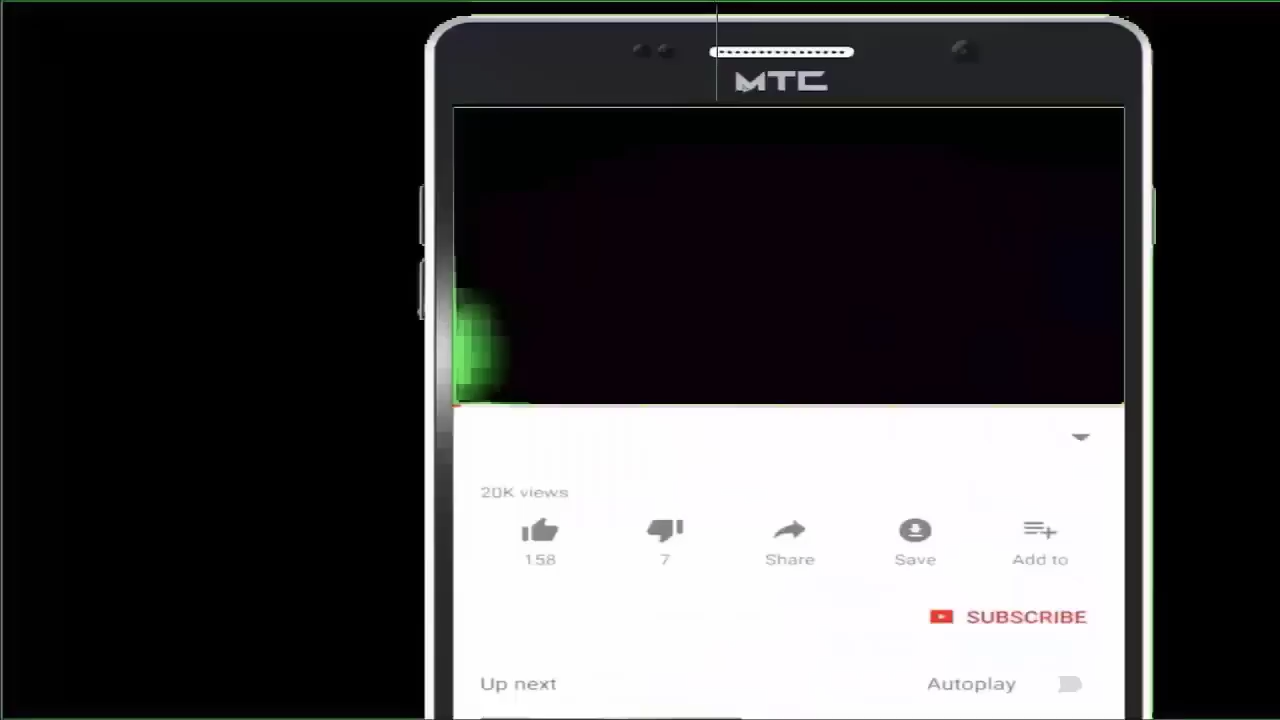 MTC
20K views
158 7 Share Save Add to
SUBSCRIBE
Up next Autoplay